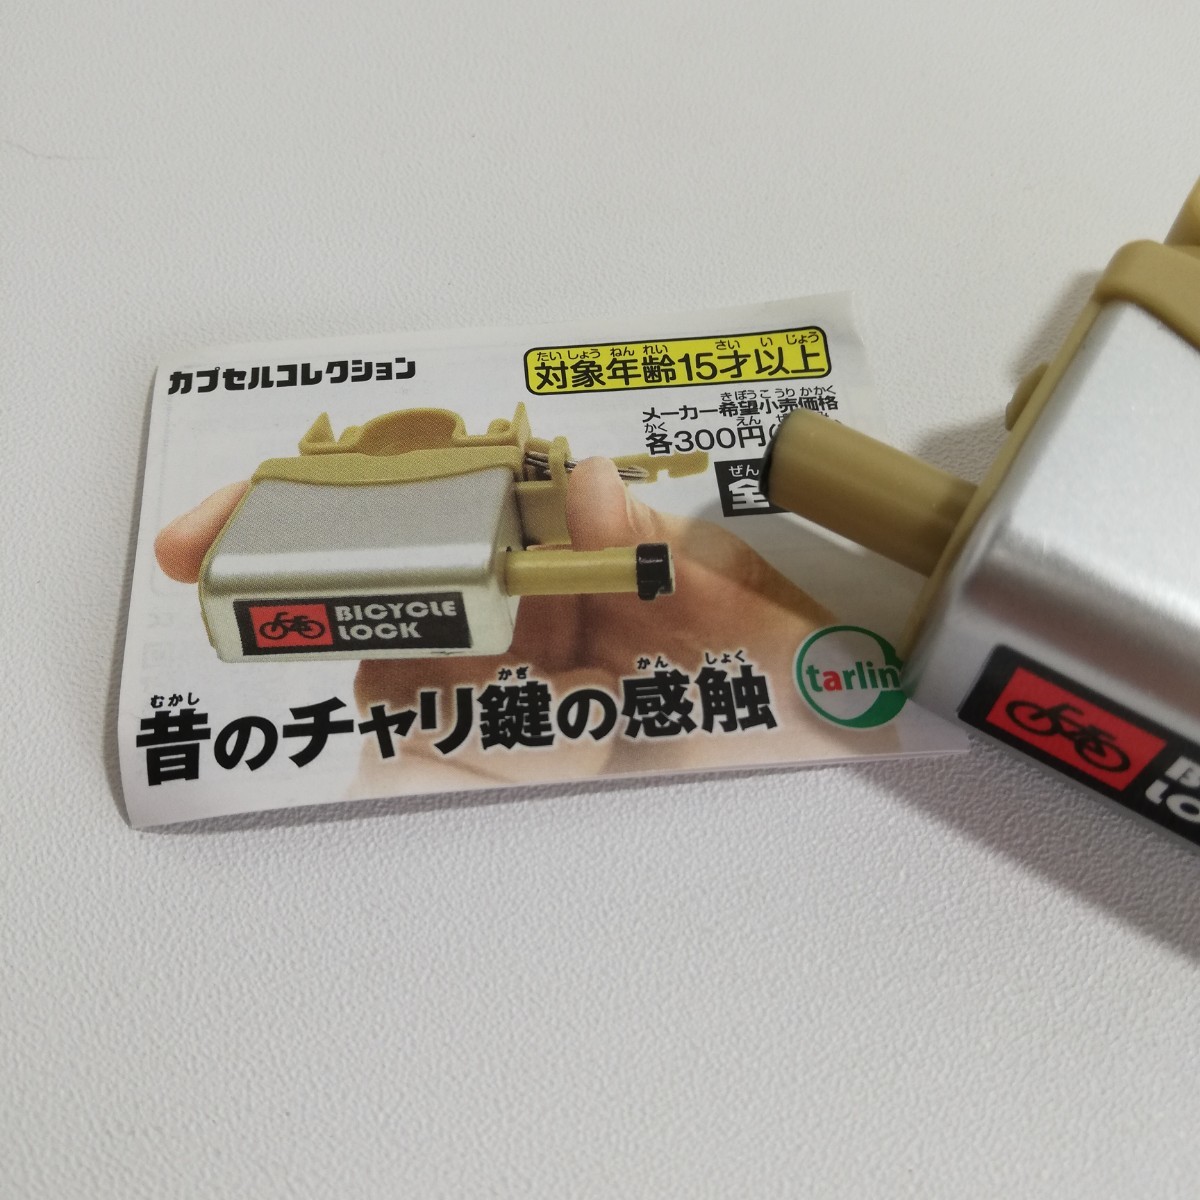 カプセルコレクション
たいしょうねんれい さい いじょう
対象年齢15才以上
きぼうこうりかかく
メーカー希望小売価格
かく えん
各300円(
ぜん
全
BICYCLE
LOCK
むかし かぎ かんしょく
昔のチャリ鍵の感触
tarlin